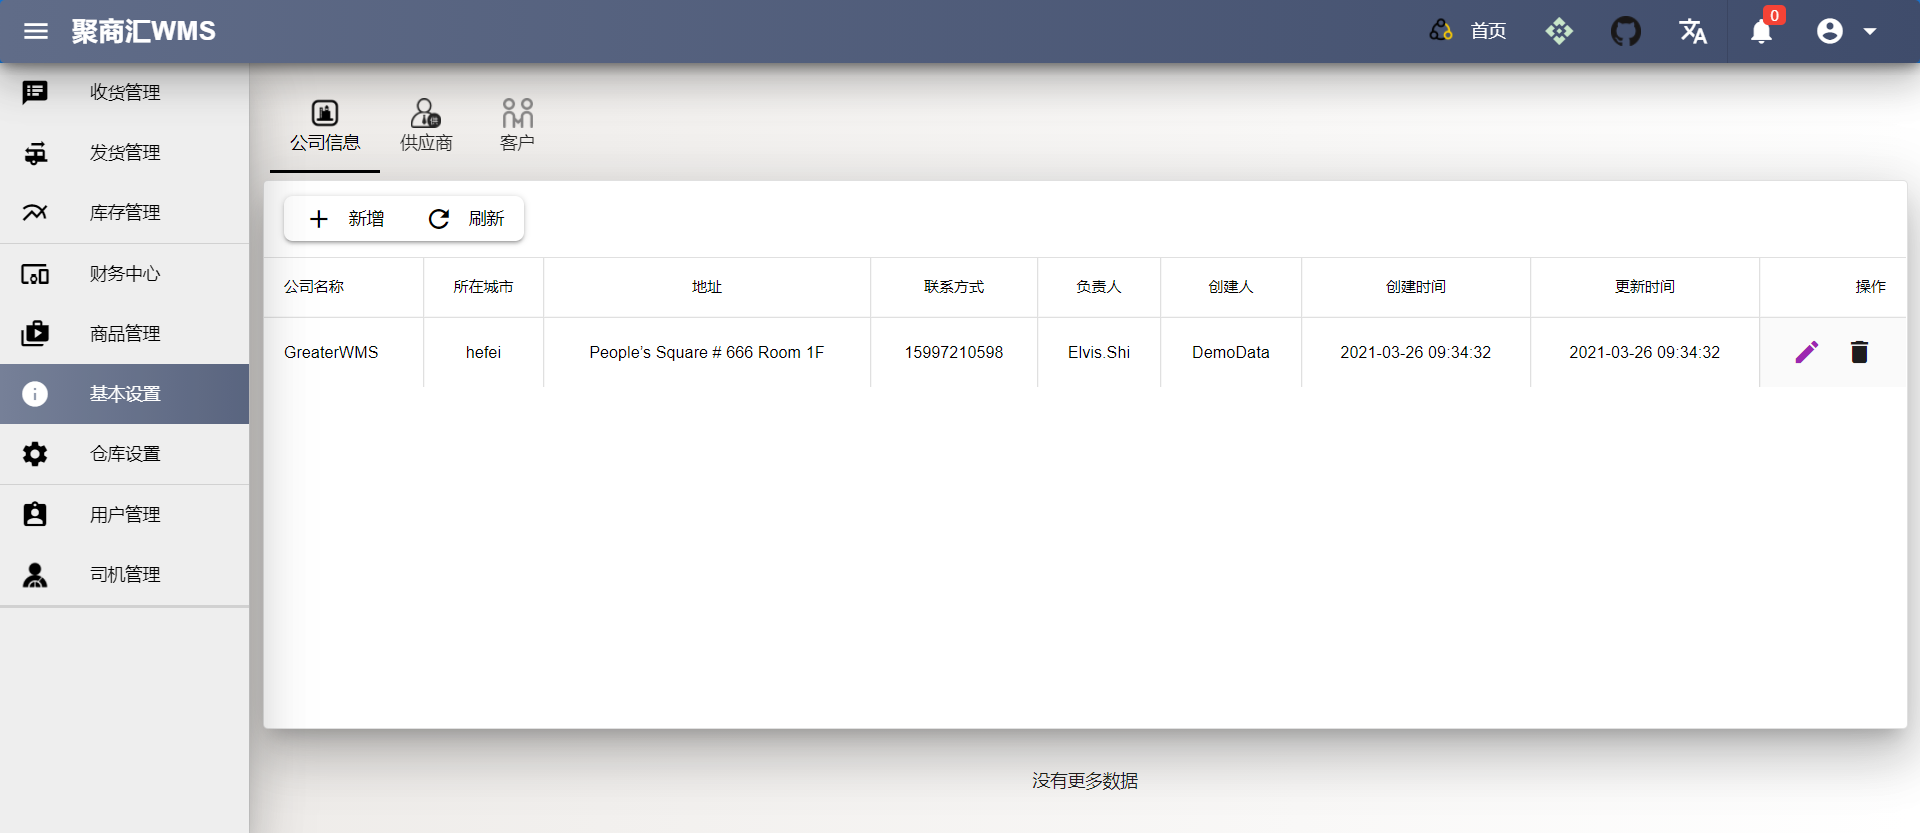 聚商汇WMS
首页
0
收货管理
发货管理
库存管理
财务中心
商品管理
基本设置
仓库设置
用户管理
司机管理
公司信息
供应商
客户
新增 刷新
公司名称 所在城市 地址 联系方式 负责人 创建人 创建时间 更新时间 操作
GreaterWMS hefei People's Square # 666 Room 1F 15997210598 Elvis.Shi DemoData 2021-03-26 09:34:32 2021-03-26 09:34:32
没有更多数据